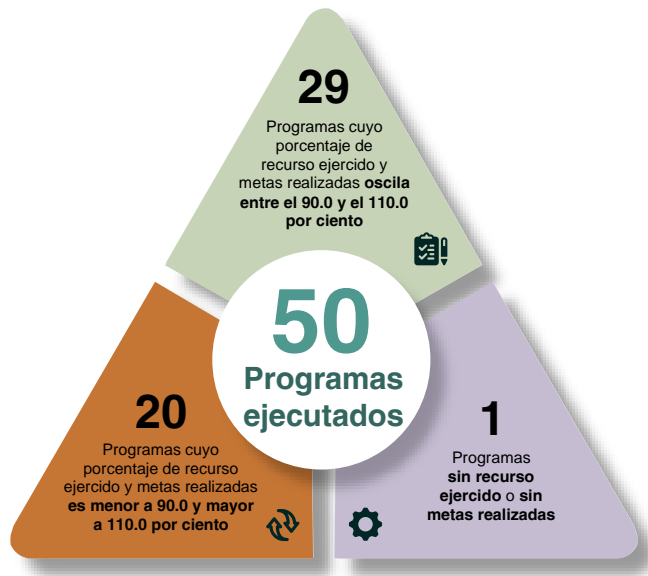 29
Programas cuyo
porcentaje de
recurso ejercido y
metas realizadas oscila
entre el 90.0 y el 110.0
por ciento
50
Programas
ejecutados
20
Programas cuyo
porcentaje de recurso
ejercido y metas realizadas
es menor a 90.0 y mayor
a 110.0 por ciento
1
Programas
sin recurso
ejercido o sin
metas realizadas